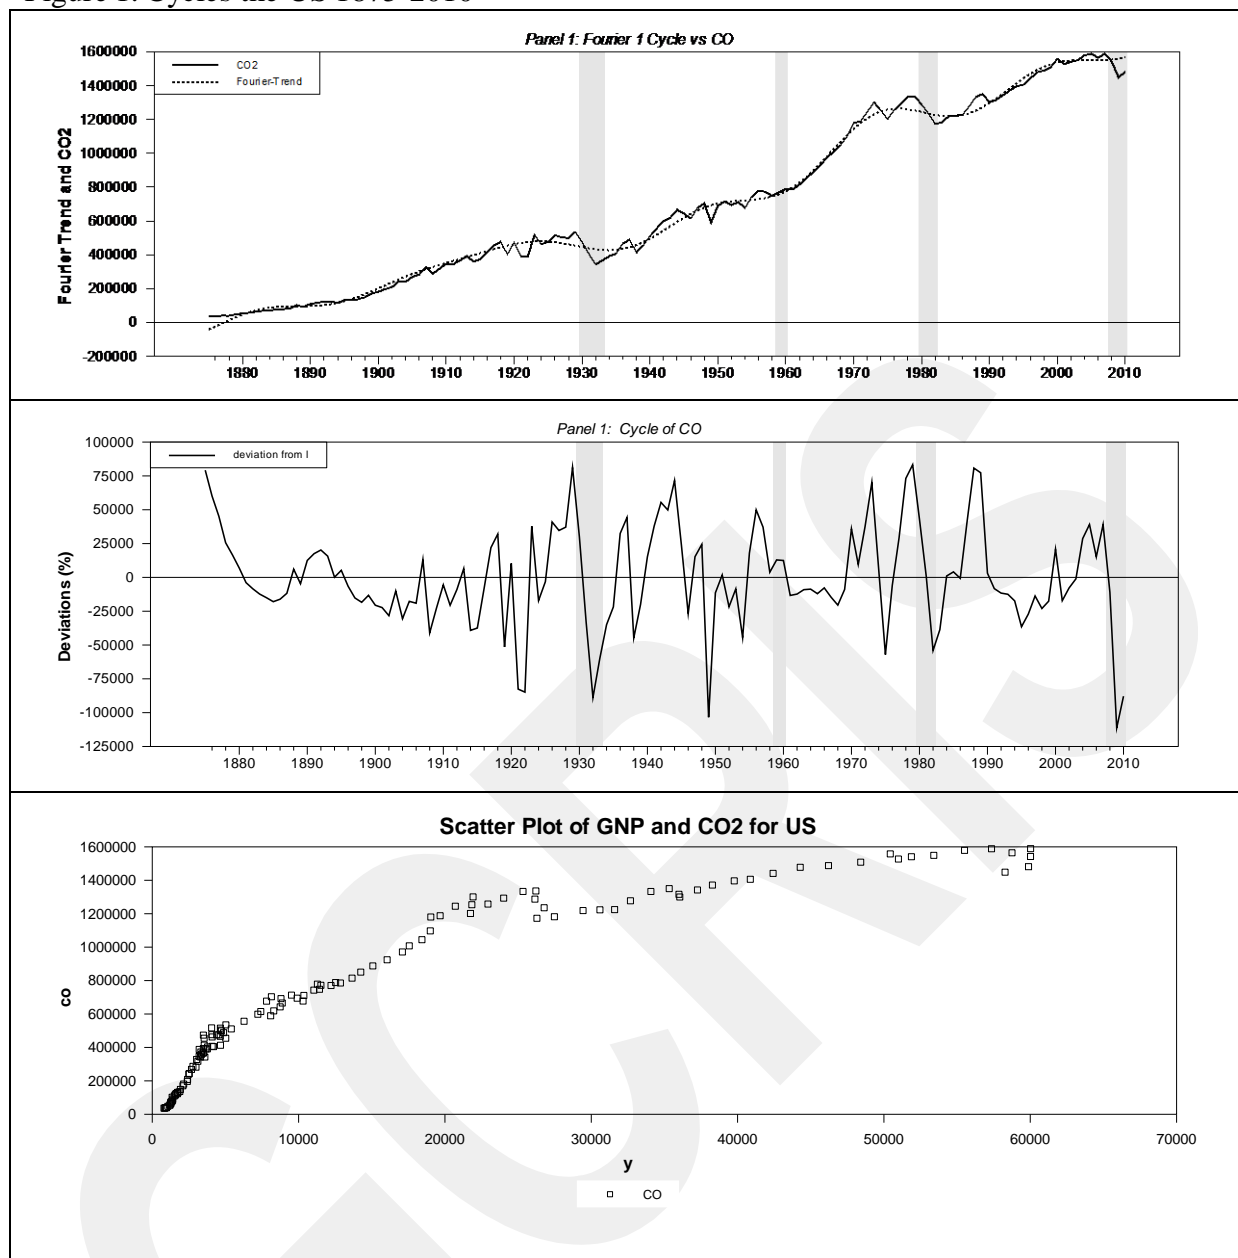 Figure 1. Cycles the US 1875-2010
Panel 1: Fourier 1 Cycle vs CO
CO2
Fourier-Trend
Fourier Trend and CO2
1600000
1400000
1200000
1000000
800000
600000
400000
200000
0
-200000
1880 1890 1900 1910 1920 1930 1940 1950 1960 1970 1980 1990 2000 2010
Panel 1: Cycle of CO
deviation from l
Deviations (%)
100000
75000
50000
25000
0
-25000
-50000
-75000
-100000
-125000
1880 1890 1900 1910 1920 1930 1940 1950 1960 1970 1980 1990 2000 2010
Scatter Plot of GNP and CO2 for US
co
1600000
1400000
1200000
1000000
800000
600000
400000
200000
0
0 10000 20000 30000 40000 50000 60000 70000
y
CO